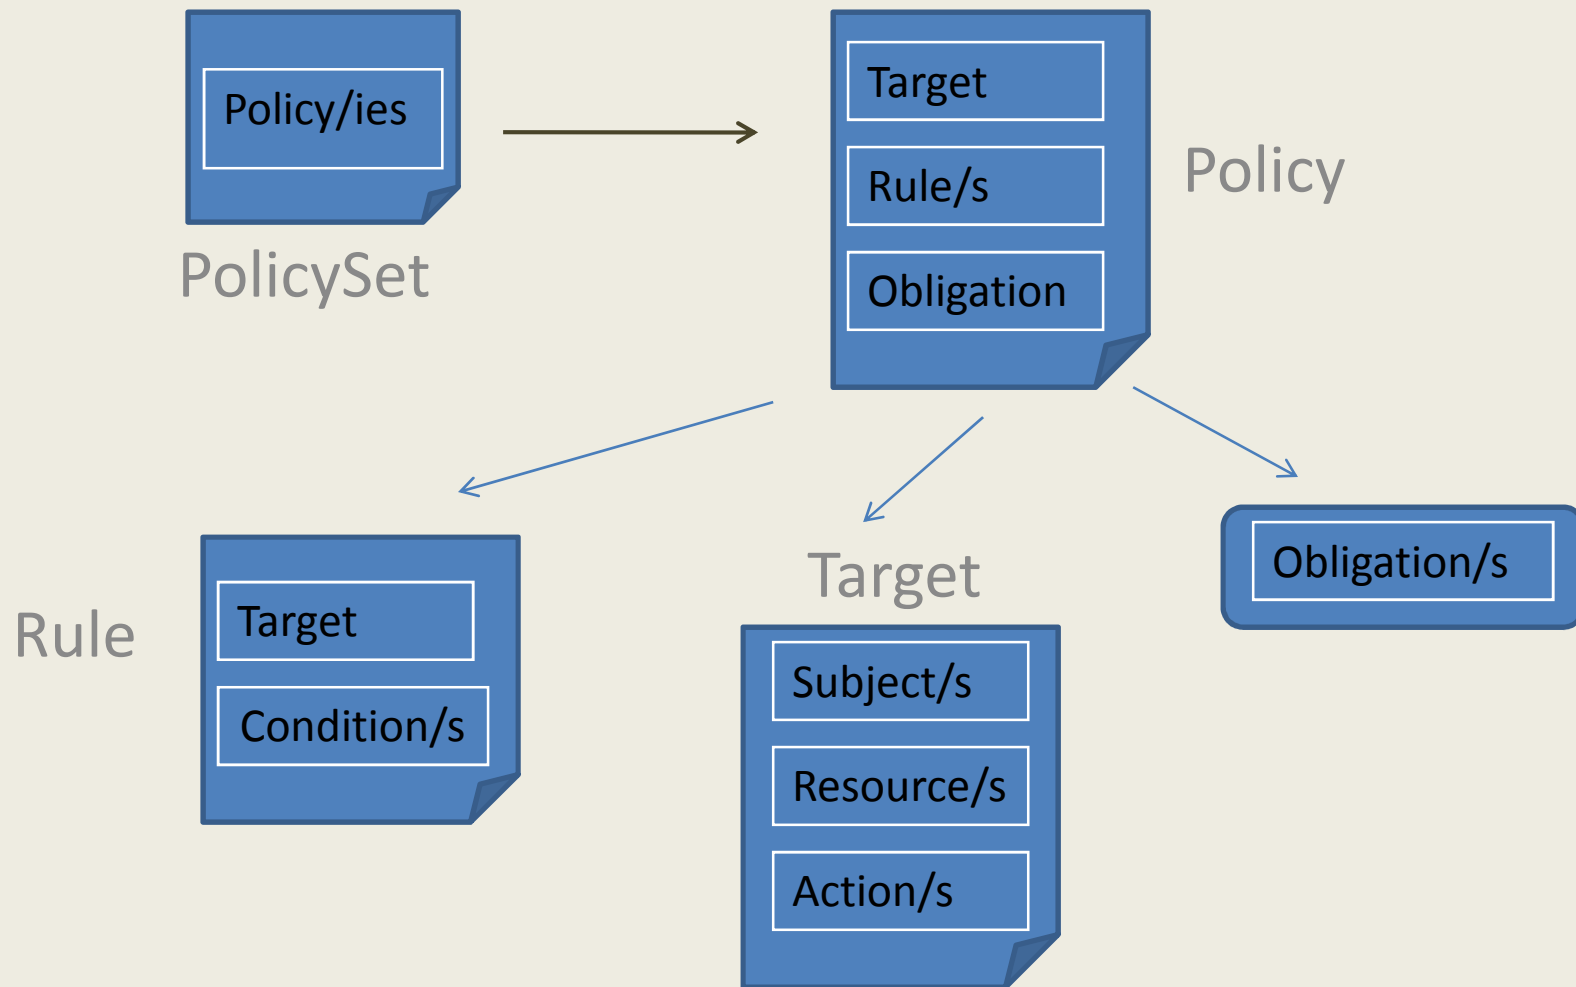 Policy/ies
PolicySet
Target
Rule/s
Obligation
Policy
Rule
Target
Condition/s
Target
Subject/s
Resource/s
Action/s
Obligation/s